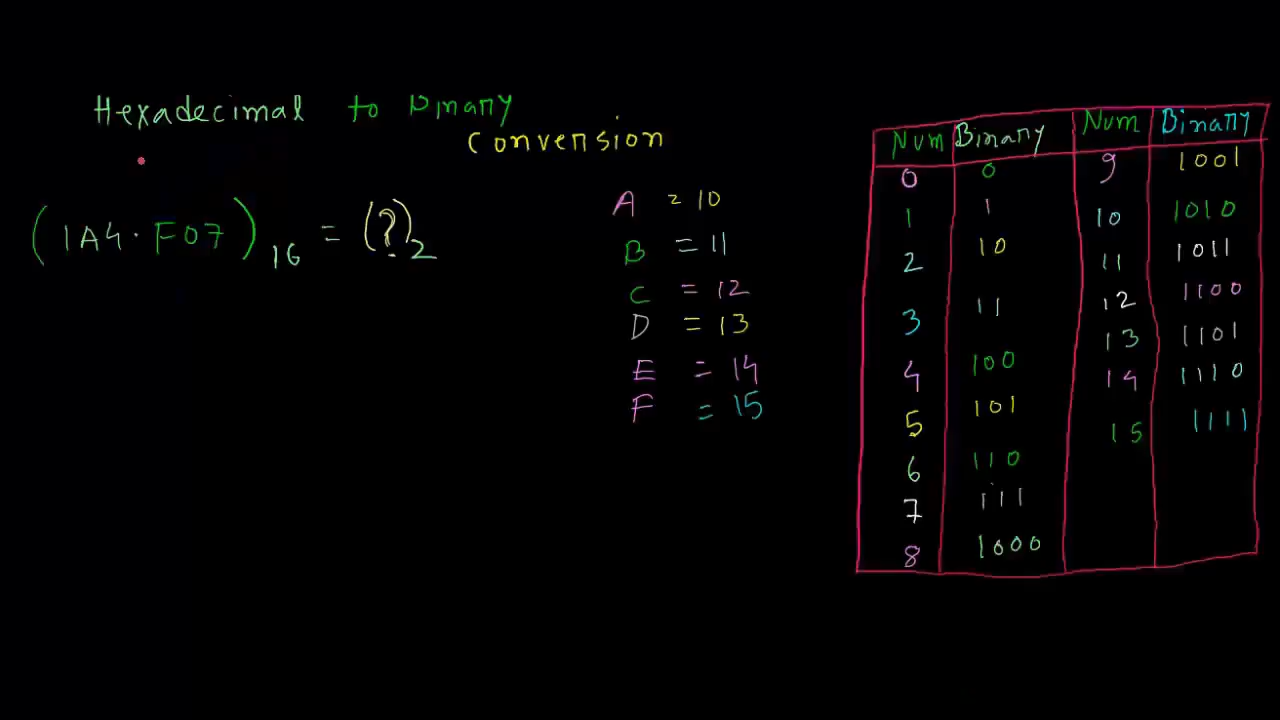 Hexadecimal to Binary
Conversion
(1A4.F07)16 = (?)2
A = 10
B = 11
C = 12
D = 13
E = 14
F = 15
Num Binary Num Binary
0 0 9 1001
1 1 10 1010
2 10 11 1011
3 11 12 1100
4 100 13 1101
5 101 14 1110
6 110 15 1111
7 111
8 1000